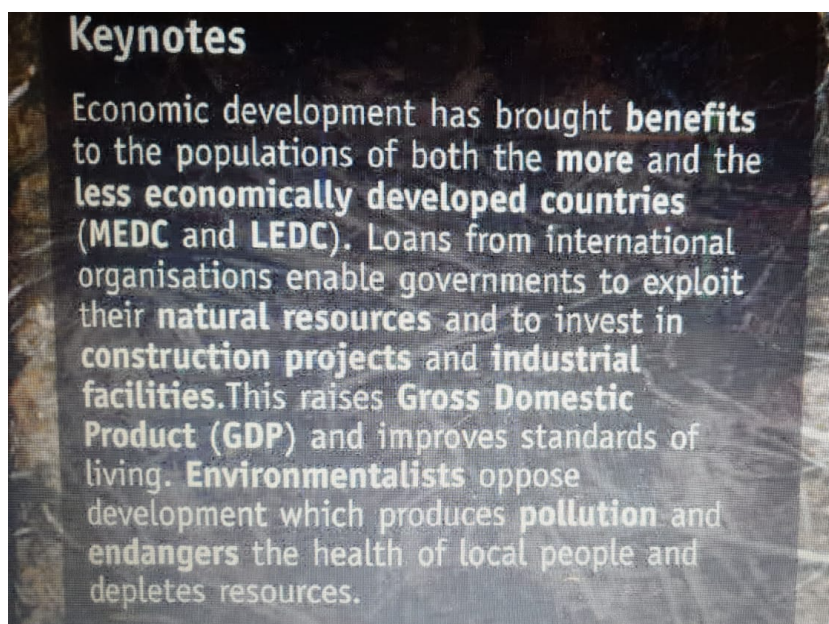 Keynotes
Economic development has brought benefits
to the populations of both the more and the
less economically developed countries
(MEDC and LEDC). Loans from international
organisations enable governments to exploit
their natural resources and to invest in
construction projects and industrial
facilities.This raises Gross Domestic
Product (GDP) and improves standards of
living. Environmentalists oppose
development which produces pollution and
endangers the health of local people and
depletes resources.